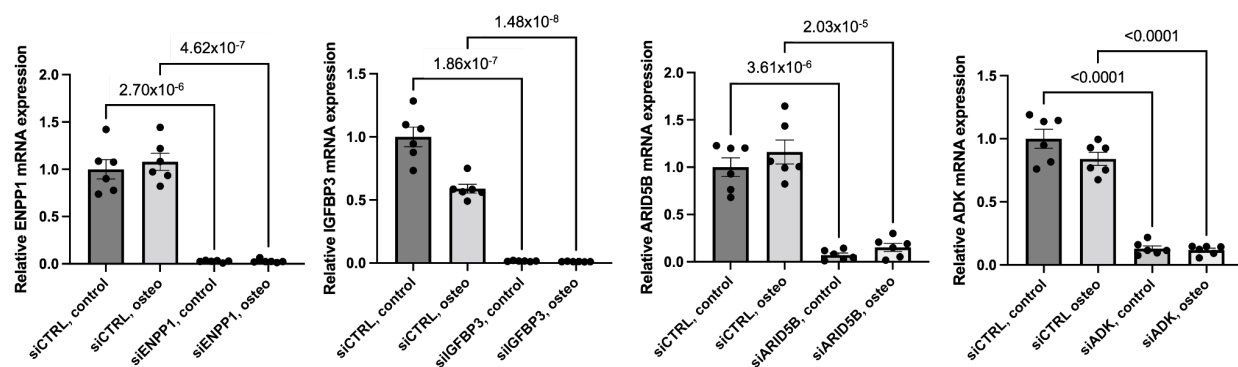 Relative ENPP1 mRNA expression
2.0
1.5
1.0
0.5
0.0
4.62x10-7
2.70x10-6
siCTRL, control
siCTRL, osteo
siENPP1, control
siENPP1, osteo
Relative IGFBP3 mRNA expression
1.5
1.0
0.5
0.0
1.48x10-8
1.86x10-7
siCTRL, control
siCTRL, osteo
siIGFBP3, control
siIGFBP3, osteo
Relative ARID5B mRNA expression
2.0
1.5
1.0
0.5
0.0
2.03x10-5
3.61x10-6
siCTRL, control
siCTRL, osteo
siARID5B, control
siARID5B, osteo
Relative ADK mRNA expression
1.5
1.0
0.5
0.0
<0.0001
<0.0001
siCTRL, control
siCTRL osteo
siADK, control
siADK, osteo